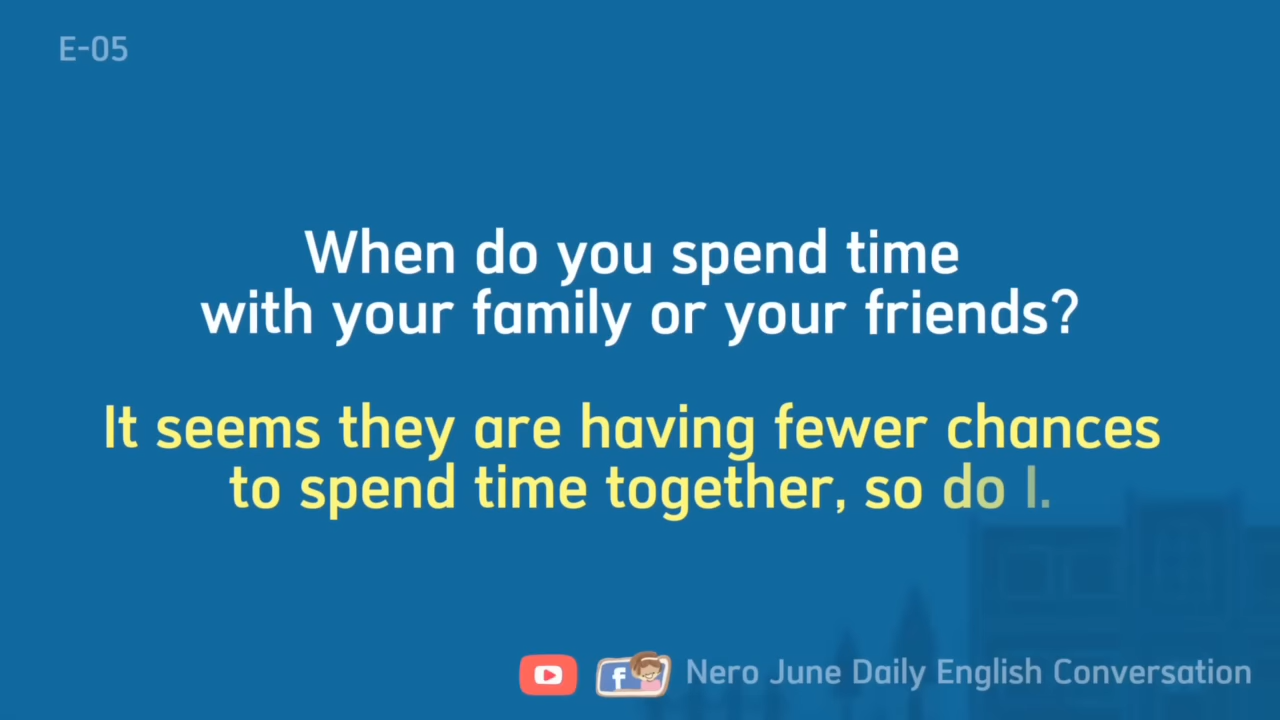 E-05
When do you spend time
with your family or your friends?
It seems they are having fewer chances
to spend time together, so do I.
f
Nero June Daily English Conversation